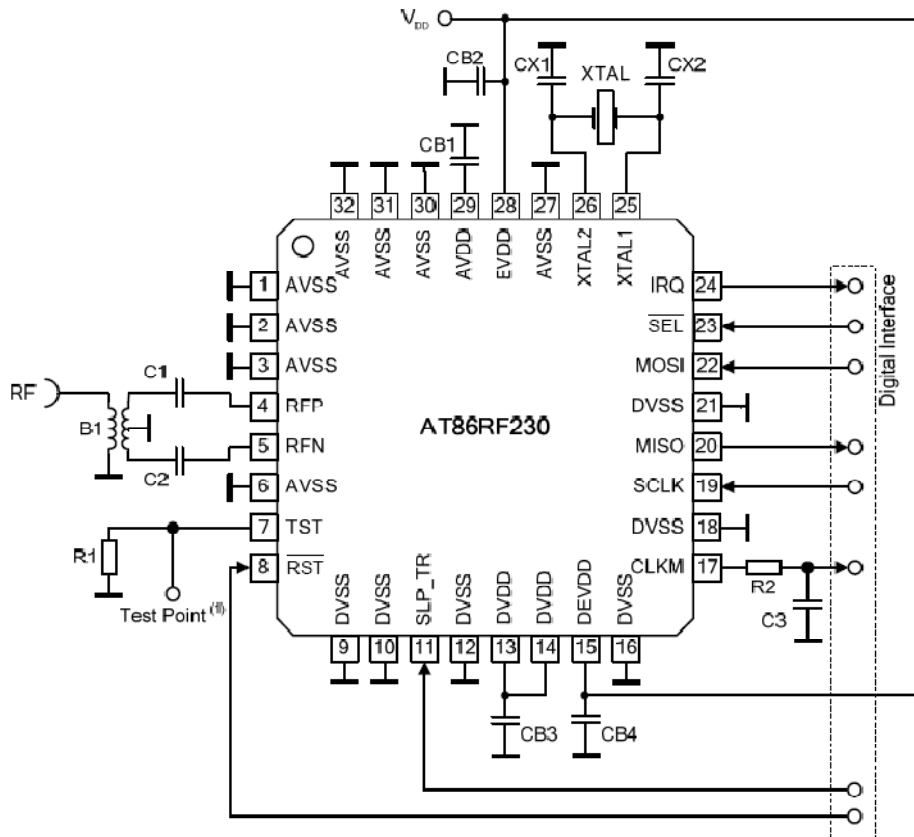 V_DD
CB2
CX1
XTAL
CX2
CB1
32
31
30
29
28
27
26
25
AVSS
AVSS
AVSS
AVDD
EVDD
AVSS
XTAL2
XTAL1
1 AVSS
2 AVSS
3 AVSS
4 RFP
5 RFN
6 AVSS
7 TST
8 RST
RF
C1
B1
C2
R1
Test Point (1)
AT86RF230
IRQ 24
SEL 23
MOSI 22
DVSS 21
MISO 20
SCLK 19
DVSS 18
CLKM 17
Digital Interface
R2
C3
DVSS
DVSS
SLP_TR
DVSS
DVDD
DVDD
DEVDD
DVSS
9
10
11
12
13
14
15
16
CB3
CB4